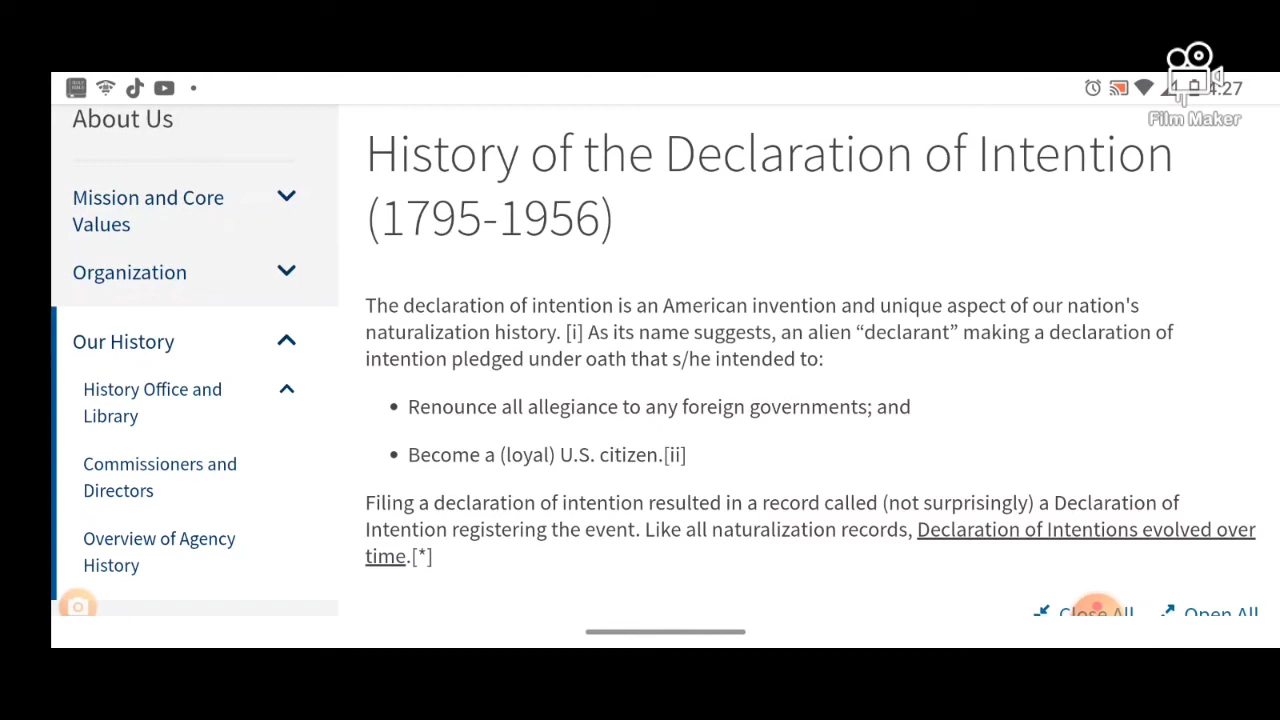 4:27
Film Maker
About Us
Mission and Core
Values
Organization
Our History
History Office and
Library
Commissioners and
Directors
Overview of Agency
History
History of the Declaration of Intention
(1795-1956)
The declaration of intention is an American invention and unique aspect of our nation's
naturalization history. [i] As its name suggests, an alien “declarant” making a declaration of
intention pledged under oath that s/he intended to:
• Renounce all allegiance to any foreign governments; and
• Become a (loyal) U.S. citizen.[ii]
Filing a declaration of intention resulted in a record called (not surprisingly) a Declaration of
Intention registering the event. Like all naturalization records, Declaration of Intentions evolved over
time.[*]
Close All Open All